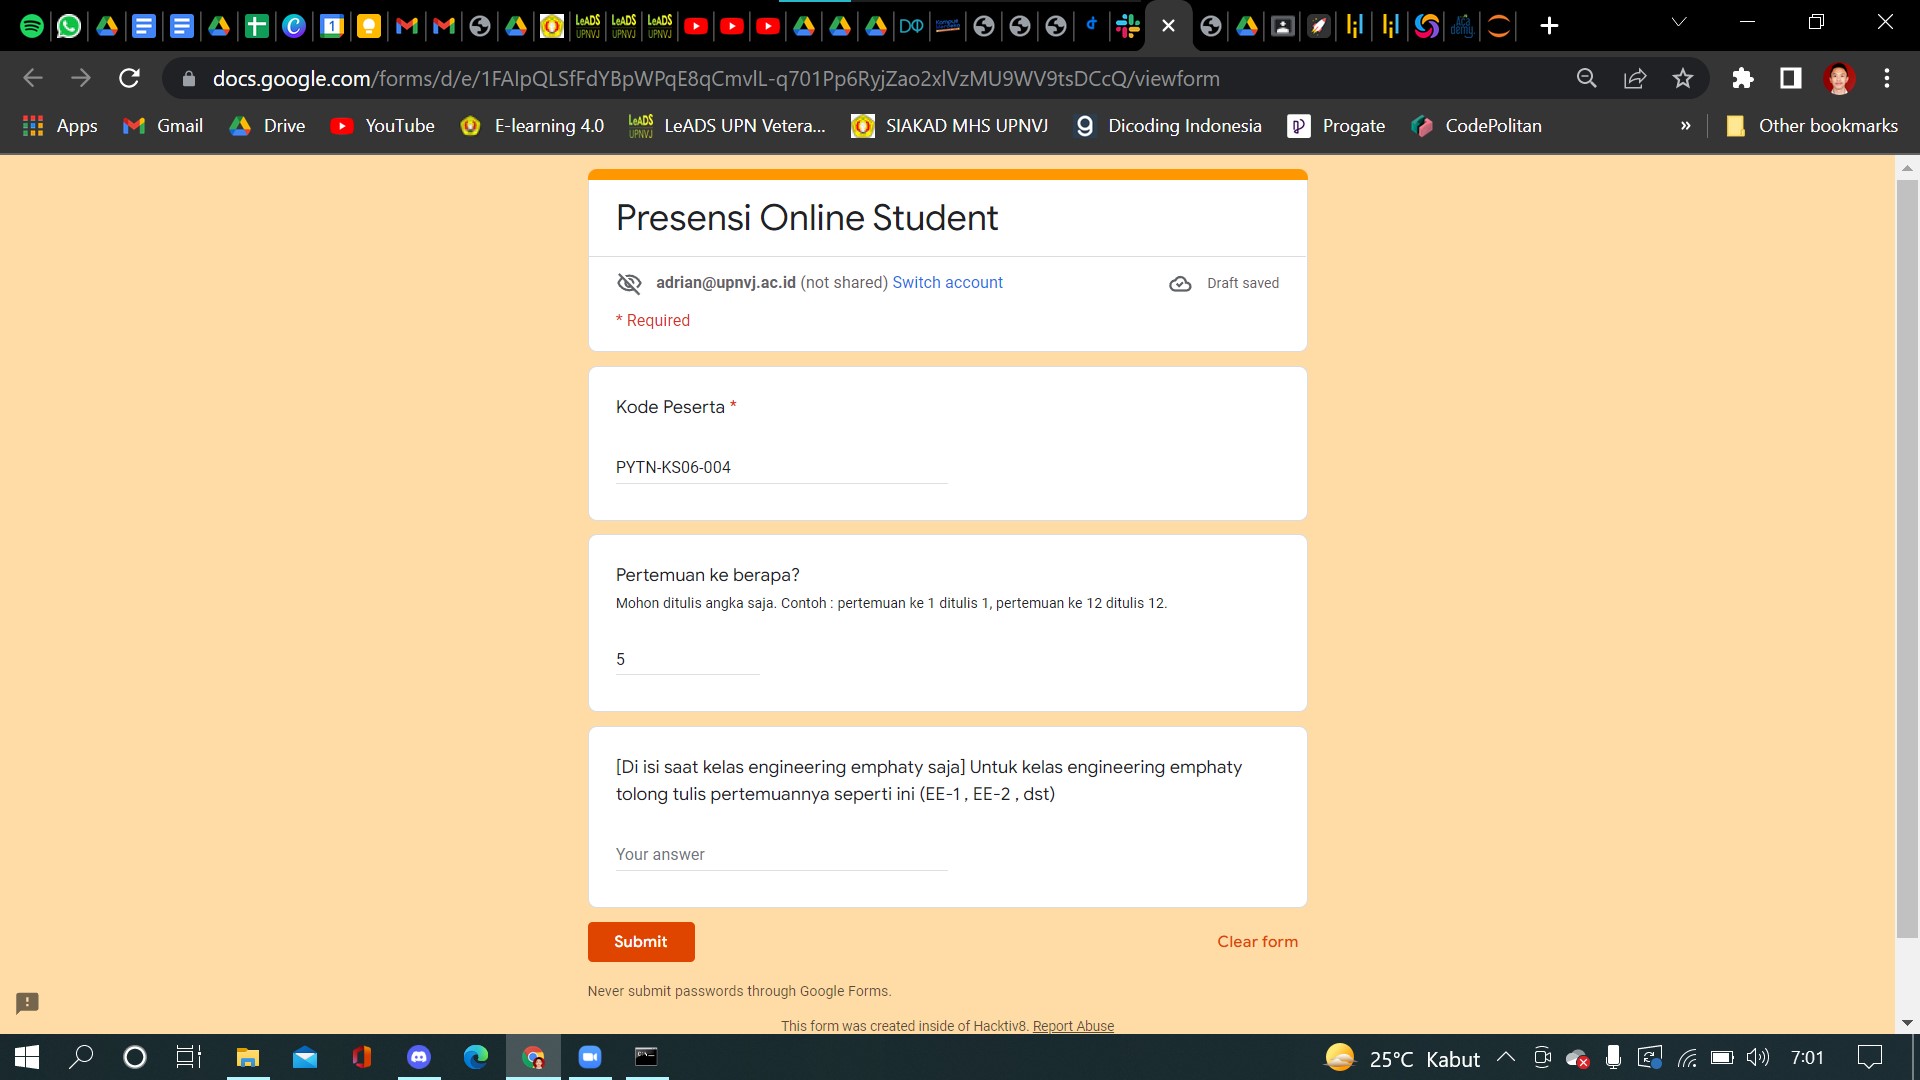 docs.google.com/forms/d/e/1FAIpQLSfFdYBpWPqE8qCmvlL-q701Pp6RyjZao2xlVzMU9WV9tsDCcQ/viewform
Apps Gmail Drive YouTube E-learning 4.0 LeADS UPN Vetera... SIAKAD MHS UPNVJ Dicoding Indonesia Progate CodePolitan » Other bookmarks
Presensi Online Student
adrian@upnvj.ac.id (not shared) Switch account Draft saved
* Required
Kode Peserta *
PYTN-KS06-004
Pertemuan ke berapa?
Mohon ditulis angka saja. Contoh : pertemuan ke 1 ditulis 1, pertemuan ke 12 ditulis 12.
5
[Di isi saat kelas engineering emphaty saja] Untuk kelas engineering emphaty
tolong tulis pertemuannya seperti ini (EE-1 , EE-2 , dst)
Your answer
Submit Clear form
Never submit passwords through Google Forms.
This form was created inside of Hacktiv8. Report Abuse
25°C Kabut 7:01